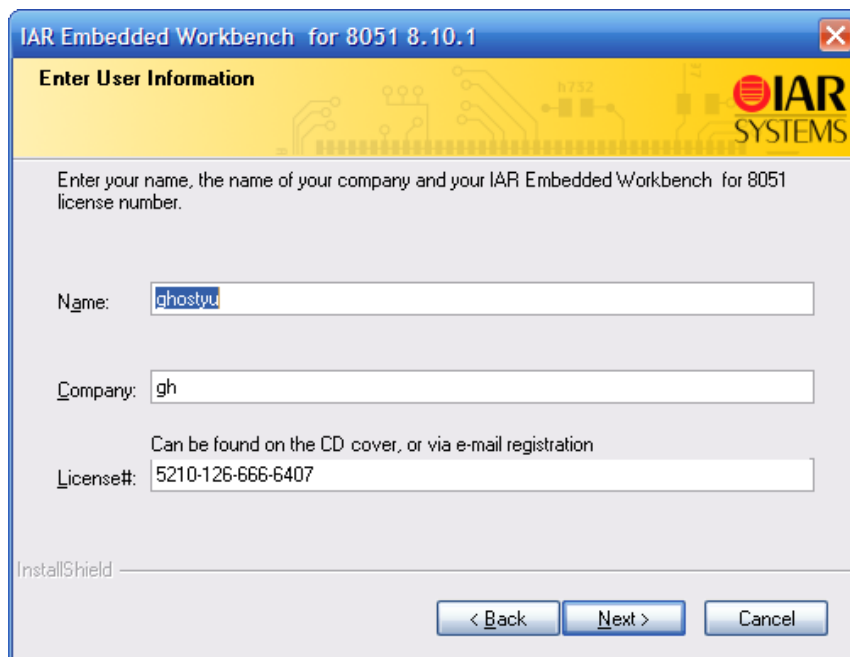 IAR Embedded Workbench for 8051 8.10.1
Enter User Information
h732
IAR
SYSTEMS
Enter your name, the name of your company and your IAR Embedded Workbench for 8051
license number.
Name: ghostyu
Company: gh
Can be found on the CD cover, or via e-mail registration
License#: 5210-126-666-6407
InstallShield
< Back Next > Cancel